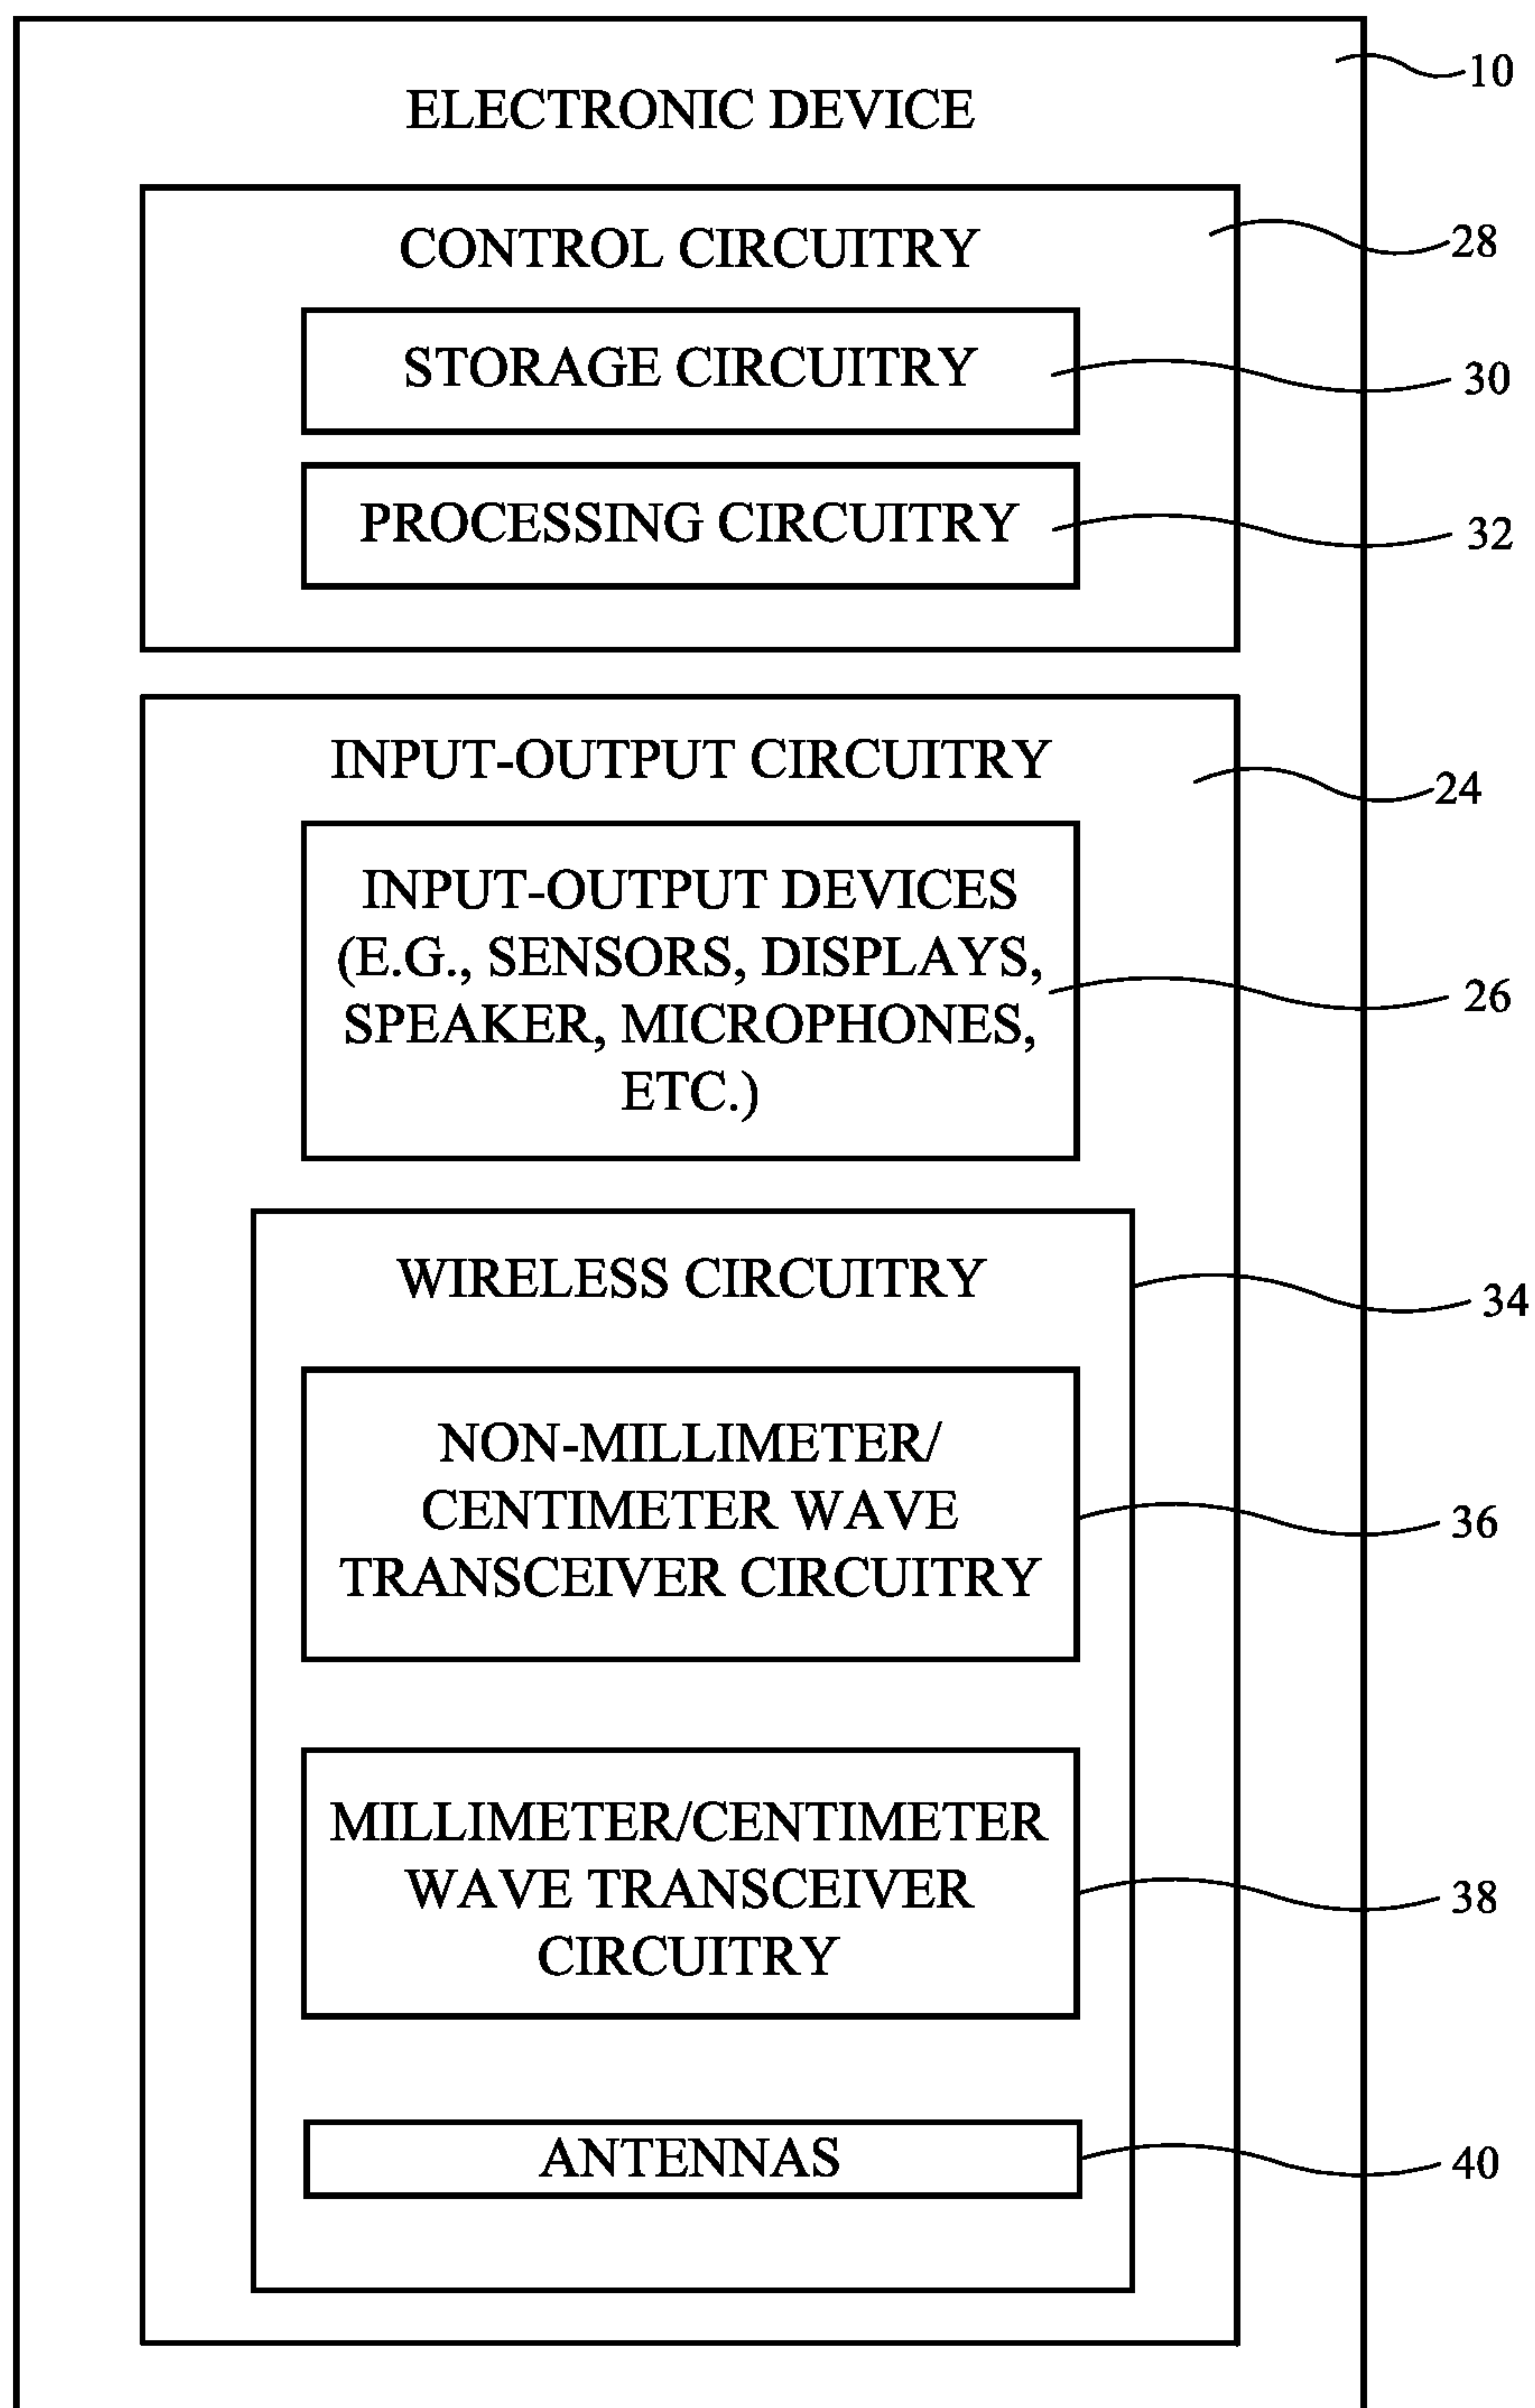 10
ELECTRONIC DEVICE
CONTROL CIRCUITRY
28
STORAGE CIRCUITRY
30
PROCESSING CIRCUITRY
32
INPUT-OUTPUT CIRCUITRY
24
INPUT-OUTPUT DEVICES
(E.G., SENSORS, DISPLAYS,
SPEAKER, MICROPHONES,
ETC.)
26
WIRELESS CIRCUITRY
34
NON-MILLIMETER/
CENTIMETER WAVE
TRANSCEIVER CIRCUITRY
36
MILLIMETER/CENTIMETER
WAVE TRANSCEIVER
CIRCUITRY
38
ANTENNAS
40